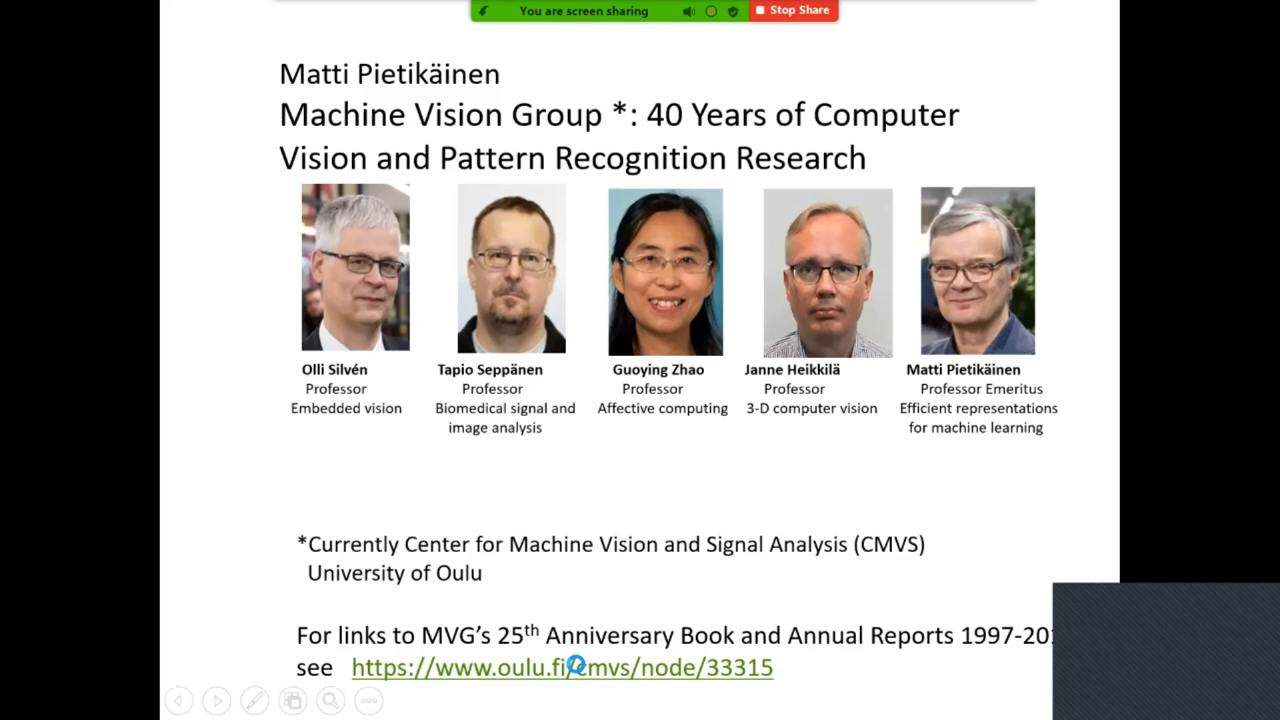 You are screen sharing
Stop Share
Matti Pietikäinen
Machine Vision Group *: 40 Years of Computer
Vision and Pattern Recognition Research
Olli Silvén
Professor
Embedded vision
Tapio Seppänen
Professor
Biomedical signal and
image analysis
Guoying Zhao
Professor
Affective computing
Janne Heikkilä
Professor
3-D computer vision
Matti Pietikäinen
Professor Emeritus
Efficient representations
for machine learning
*Currently Center for Machine Vision and Signal Analysis (CMVS)
University of Oulu
For links to MVG's 25th Anniversary Book and Annual Reports 1997-20
see https://www.oulu.fi/cmvs/node/33315